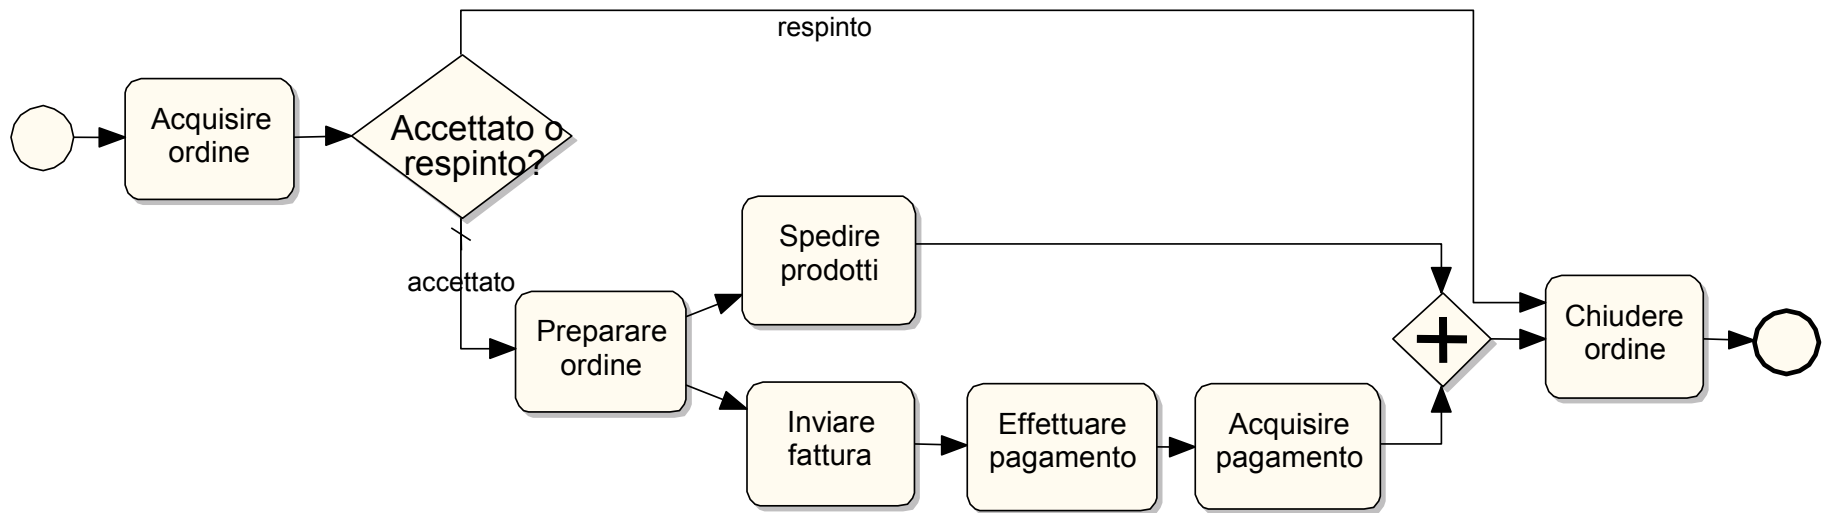 respinto
Acquisire
ordine
Accettato o
respinto?
accettato
Spedire
prodotti
Preparare
ordine
Chiudere
ordine
Inviare
fattura
Effettuare
pagamento
Acquisire
pagamento